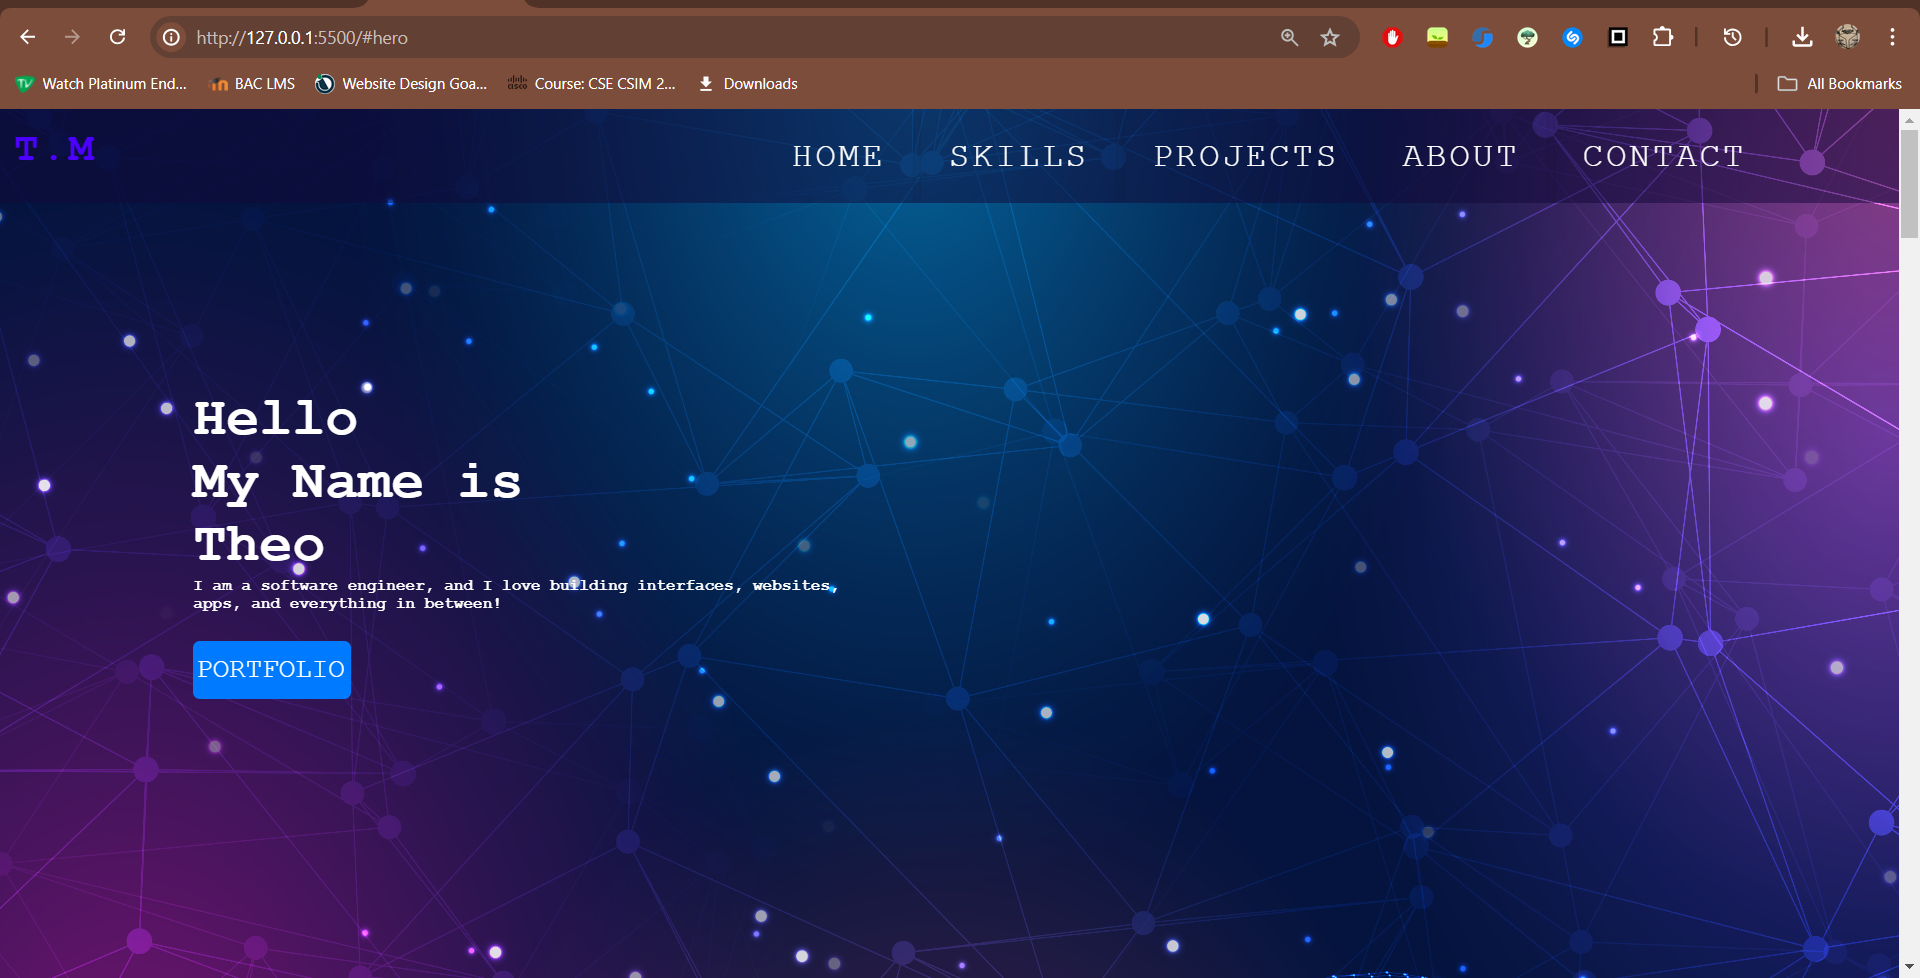 http://127.0.0.1:5500/#hero
Watch Platinum End...
BAC LMS
Website Design Goa...
cisco
Course: CSE CSIM 2...
Downloads
All Bookmarks
T.M
HOME
SKILLS
PROJECTS
ABOUT
CONTACT
Hello
My Name is
Theo
I am a software engineer, and I love building interfaces, websites,
apps, and everything in between!
PORTFOLIO